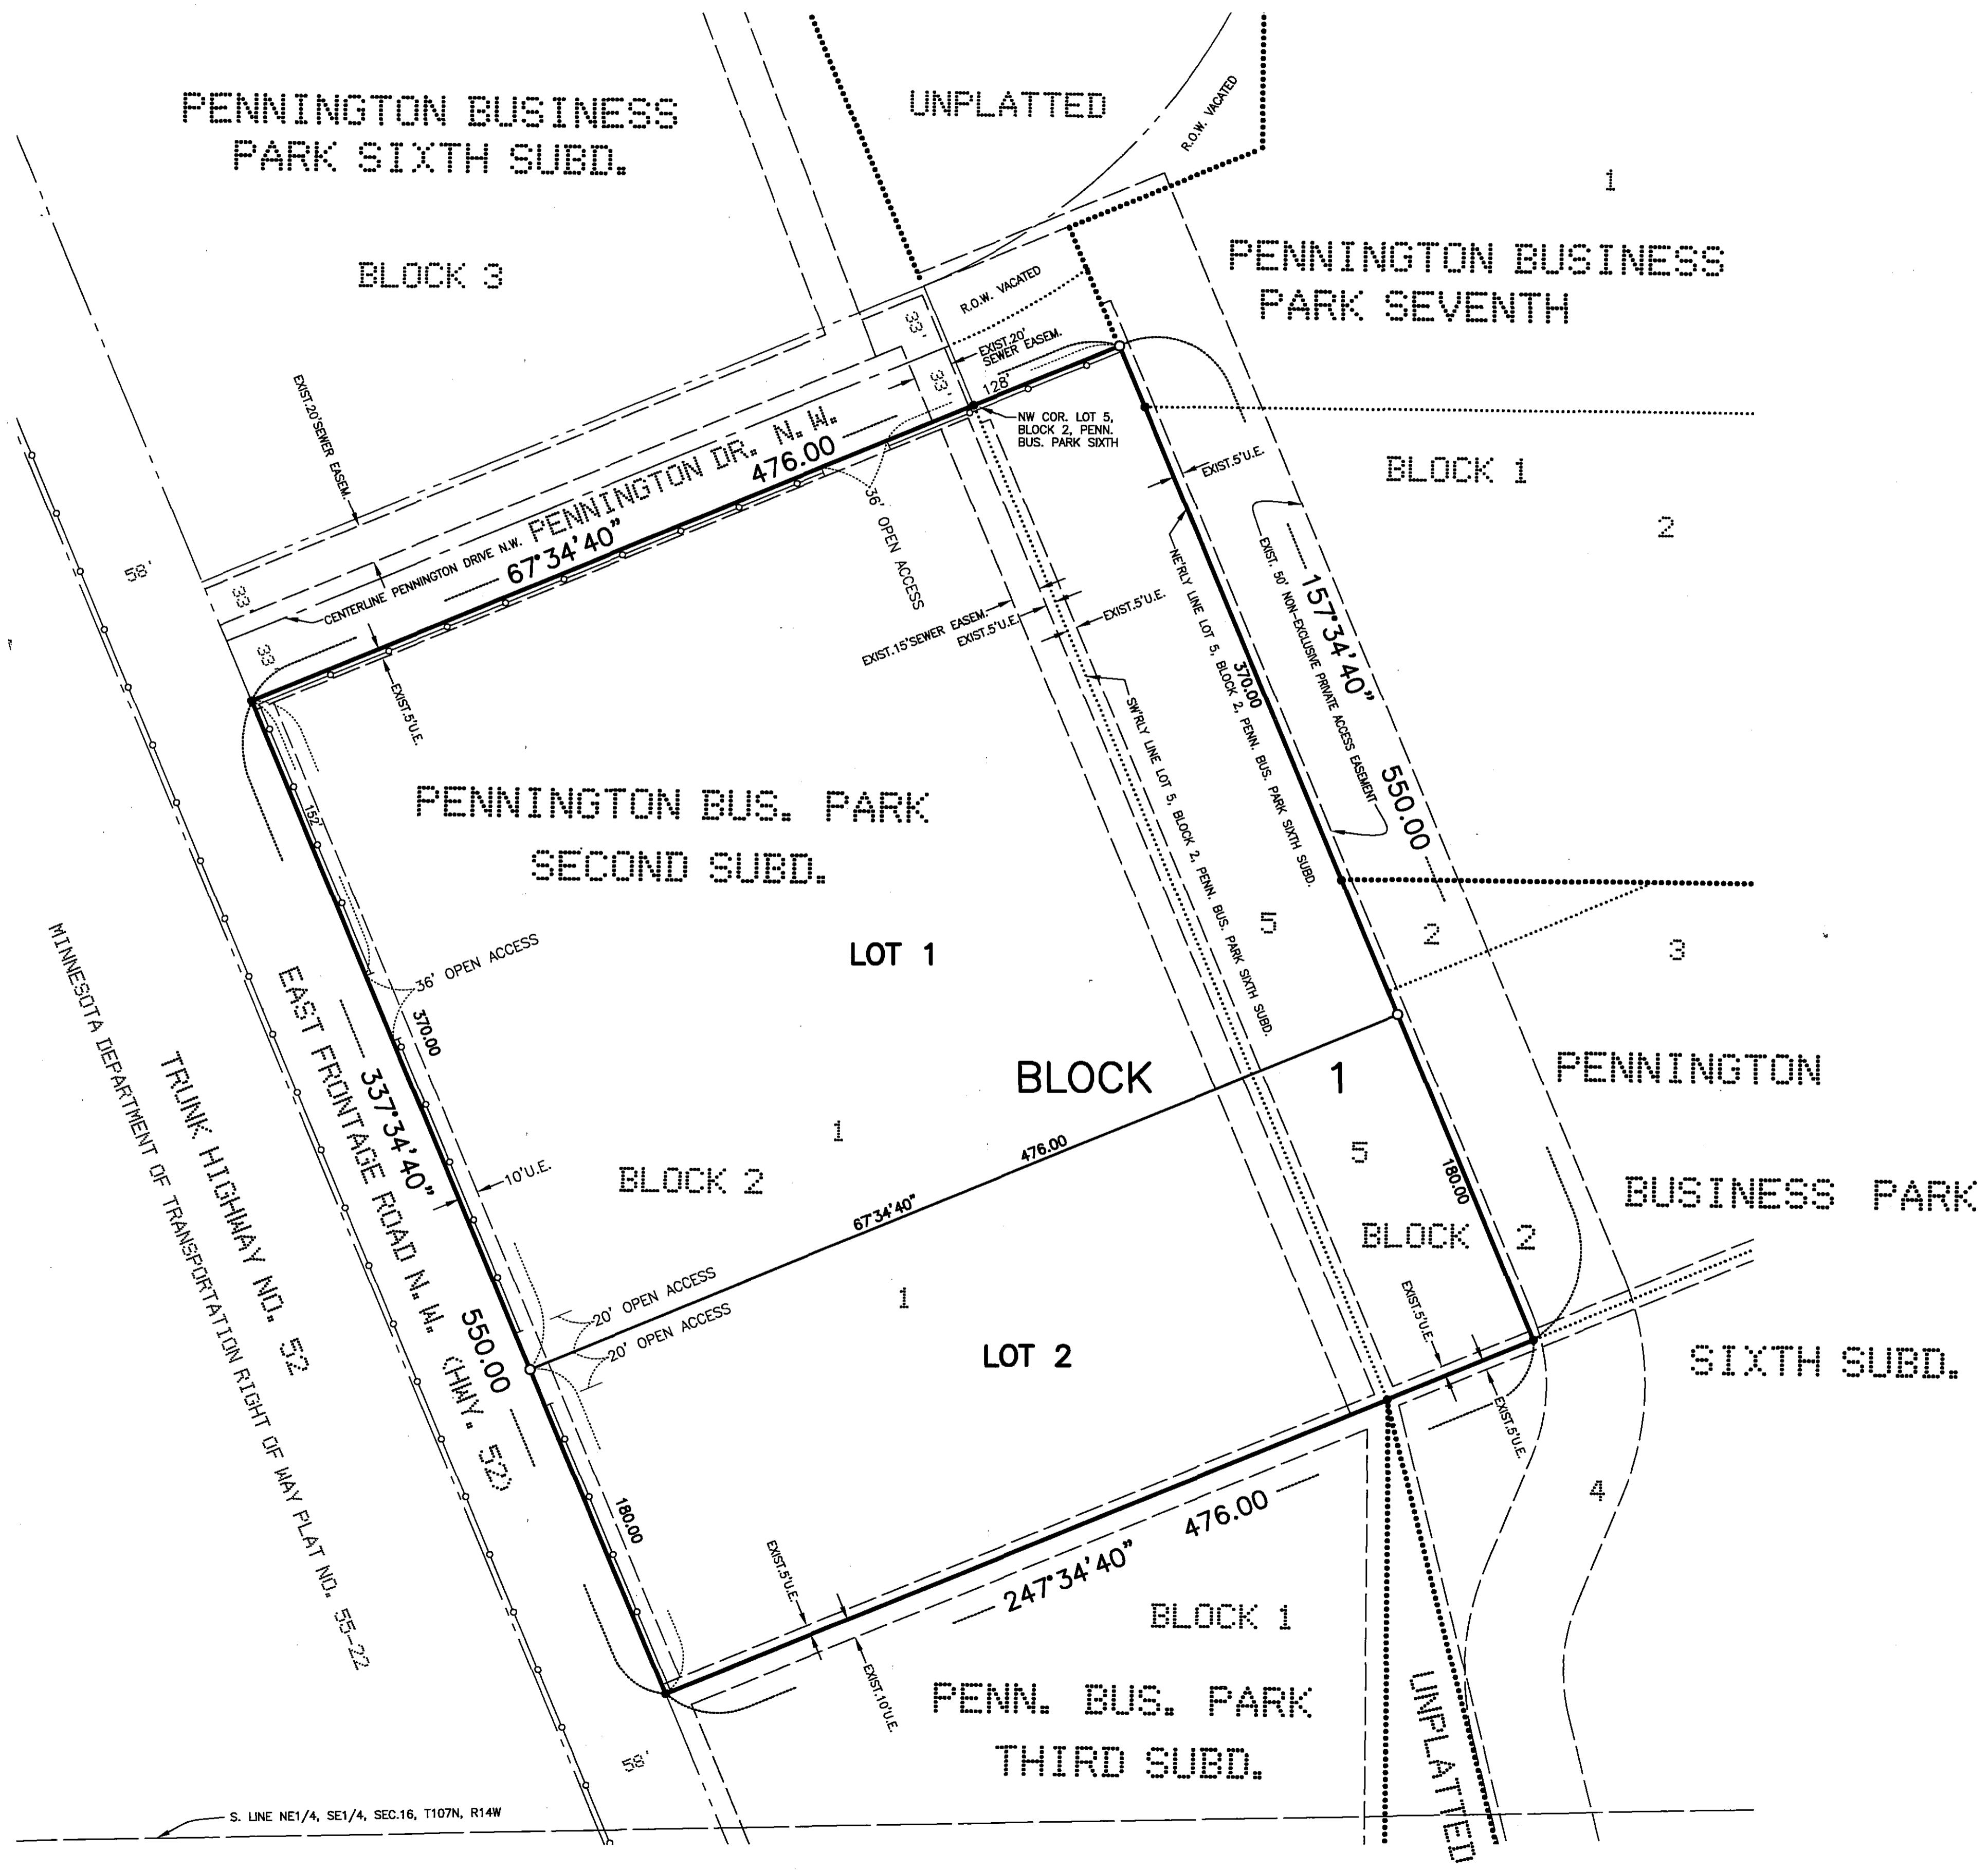 PENNINGTON BUSINESS
PARK SIXTH SUBD.
BLOCK 3
UNPLATTED
R.O.W. VACATED
1
PENNINGTON BUSINESS
PARK SEVENTH
R.O.W. VACATED
EXIST.20'
SEWER EASEM.
33'
33'
128'
NW COR. LOT 5,
BLOCK 2, PENN.
BUS. PARK SIXTH
EXIST.20'SEWER EASEM.
PENNINGTON DR. N.W.
476.00
67°34'40"
CENTERLINE PENNINGTON DRIVE N.W.
33'
33'
58'
36' OPEN ACCESS
EXIST.5'U.E.
BLOCK 1
2
EXIST.5'U.E.
EXIST.15'SEWER EASEM.
EXIST.5'U.E.
EXIST.5'U.E.
NE'RLY LINE LOT 5, BLOCK 2, PENN. BUS. PARK SIXTH SUBD.
370.00
EXIST. 50' NON-EXCLUSIVE PRIVATE ACCESS EASEMENT
157°34'40"
550.00
SW'RLY LINE LOT 5, BLOCK 2, PENN. BUS. PARK SIXTH SUBD.
PENNINGTON BUS. PARK
SECOND SUBD.
152'
LOT 1
5
2
3
36' OPEN ACCESS
370.00
337°34'40"
EAST FRONTAGE ROAD N.W. (HWY. 52)
550.00
TRUNK HIGHWAY NO. 52
MINNESOTA DEPARTMENT OF TRANSPORTATION RIGHT OF WAY PLAT NO. 55-22
BLOCK 1
1
BLOCK 2
10'U.E.
476.00
67°34'40"
5
BLOCK 2
180.00
PENNINGTON
BUSINESS PARK
SIXTH SUBD.
20' OPEN ACCESS
20' OPEN ACCESS
1
LOT 2
EXIST.5'U.E.
EXIST.5'U.E.
4
180.00
476.00
247°34'40"
EXIST.5'U.E.
EXIST.10'U.E.
BLOCK 1
PENN. BUS. PARK
THIRD SUBD.
UNPLATTED
58'
S. LINE NE1/4, SE1/4, SEC.16, T107N, R14W